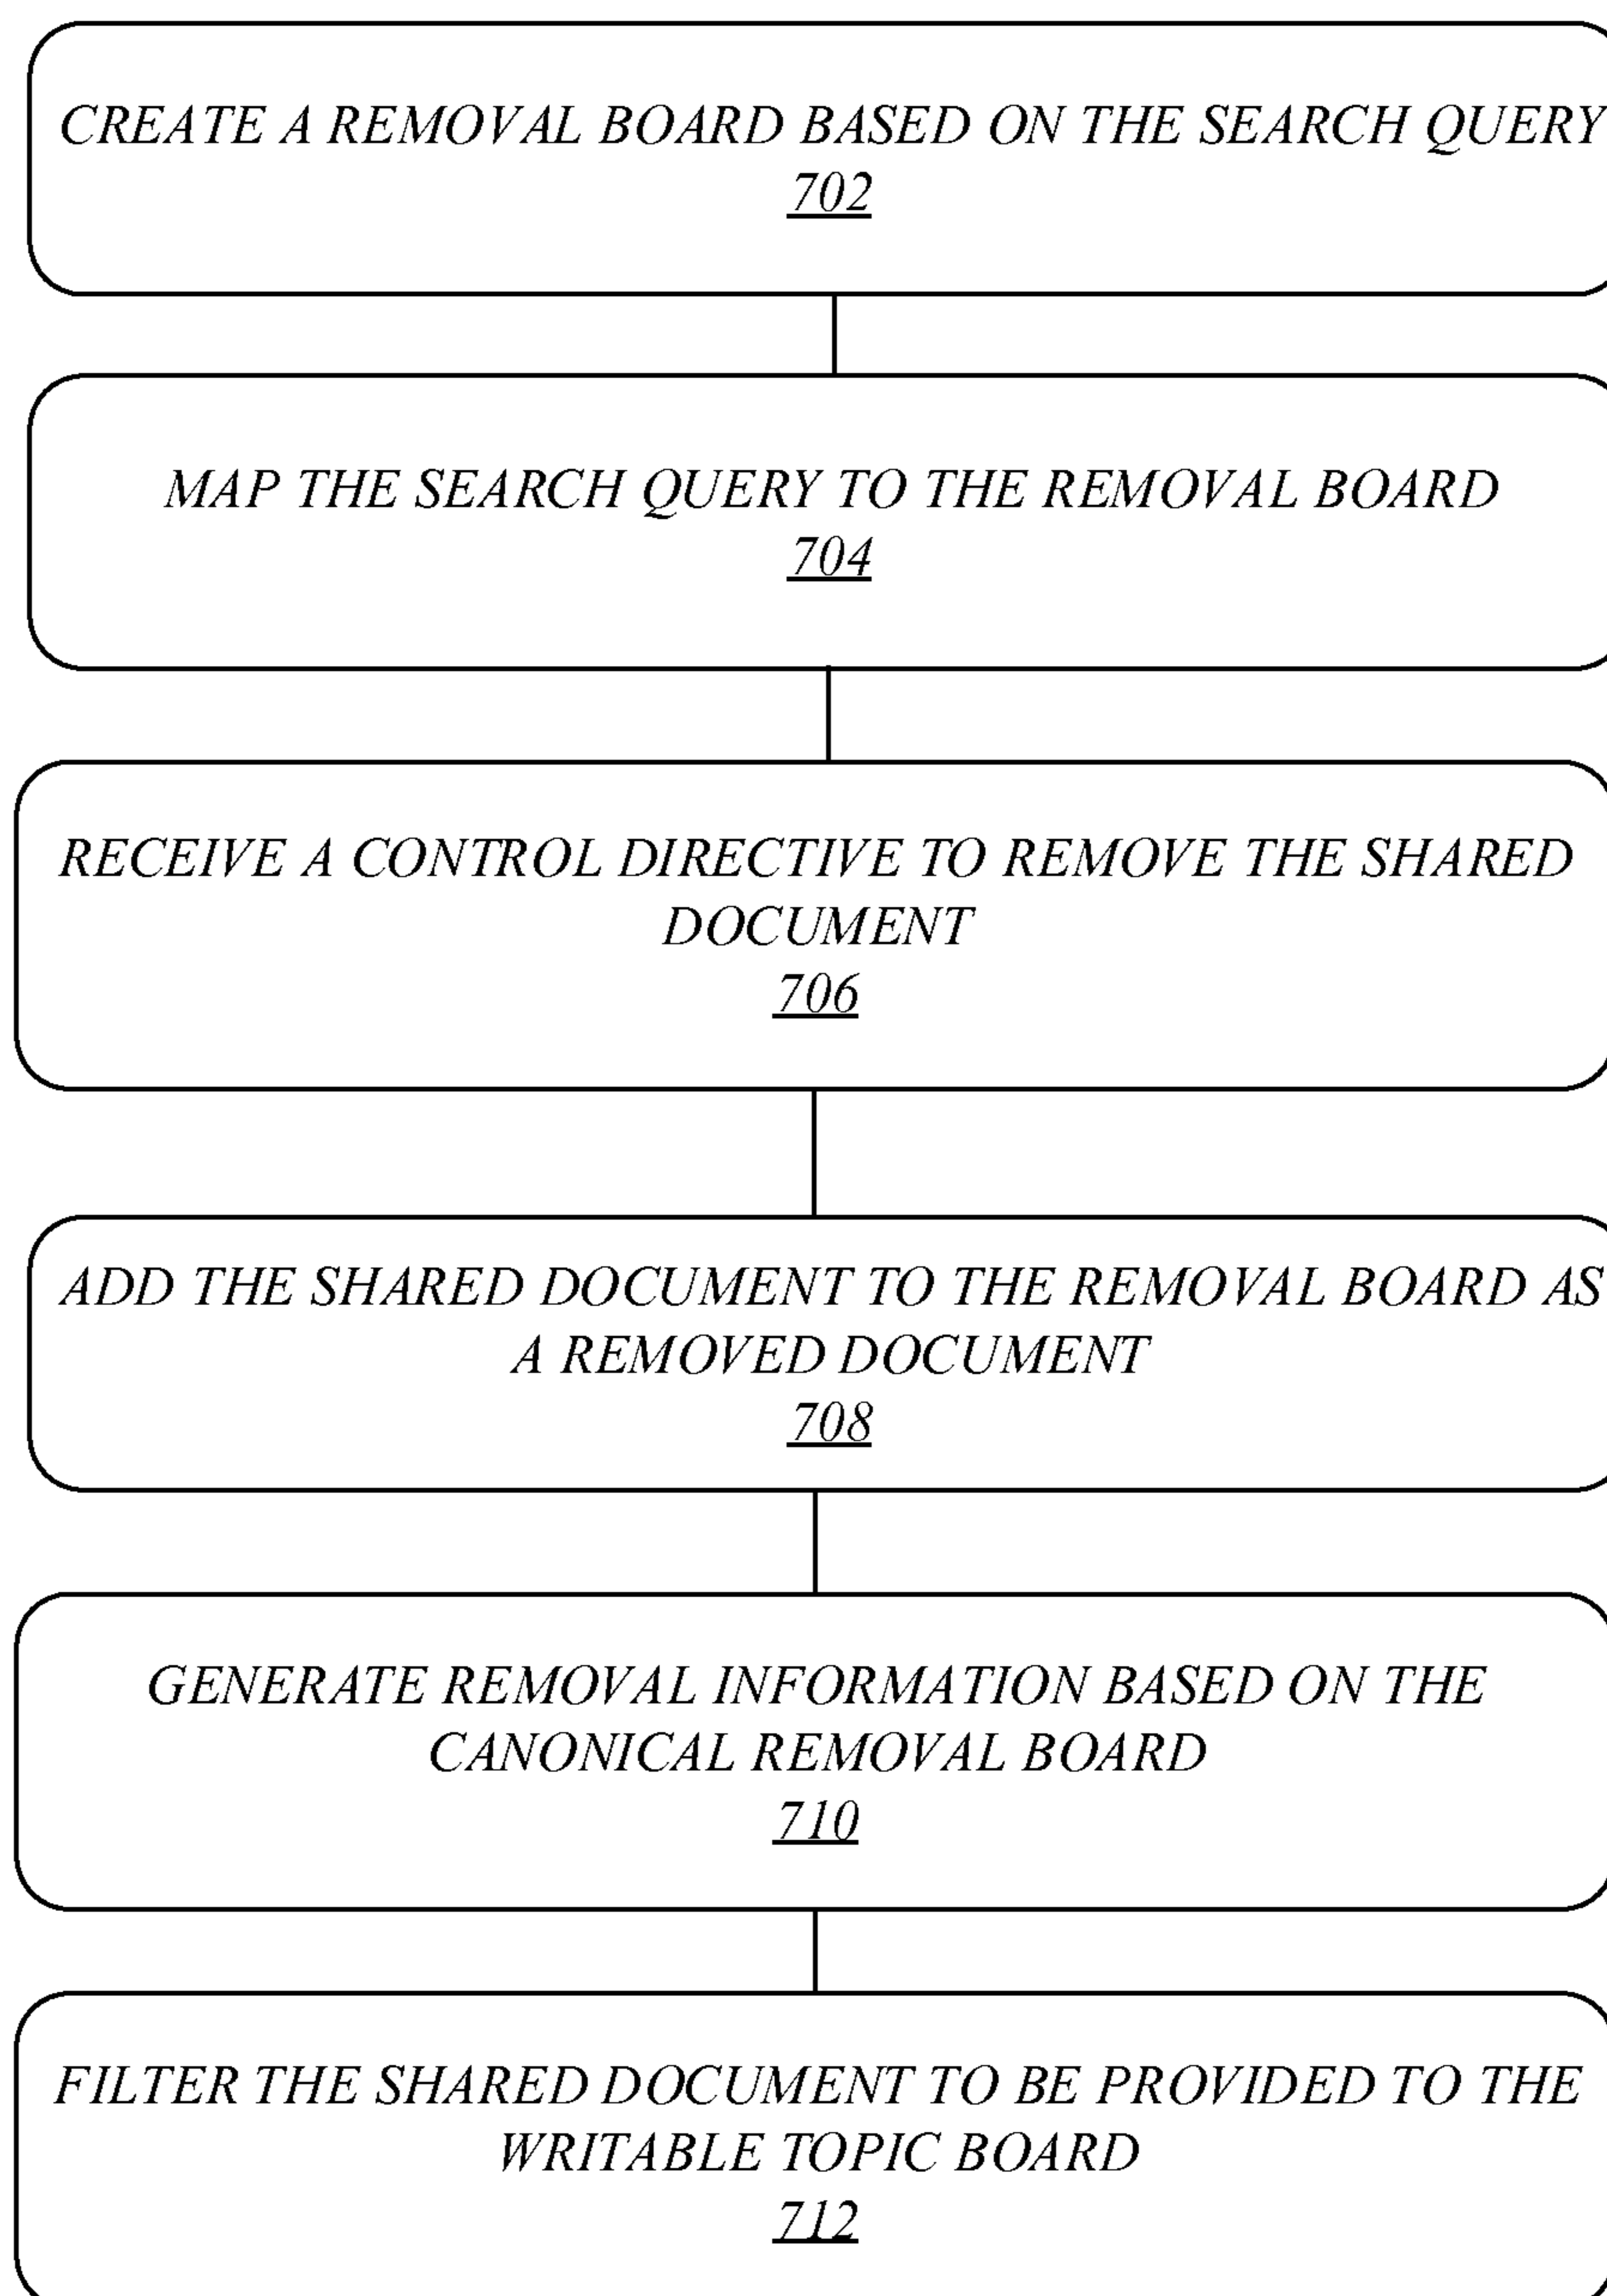 CREATE A REMOVAL BOARD BASED ON THE SEARCH QUERY
702
MAP THE SEARCH QUERY TO THE REMOVAL BOARD
704
RECEIVE A CONTROL DIRECTIVE TO REMOVE THE SHARED
DOCUMENT
706
ADD THE SHARED DOCUMENT TO THE REMOVAL BOARD AS
A REMOVED DOCUMENT
708
GENERATE REMOVAL INFORMATION BASED ON THE
CANONICAL REMOVAL BOARD
710
FILTER THE SHARED DOCUMENT TO BE PROVIDED TO THE
WRITABLE TOPIC BOARD
712